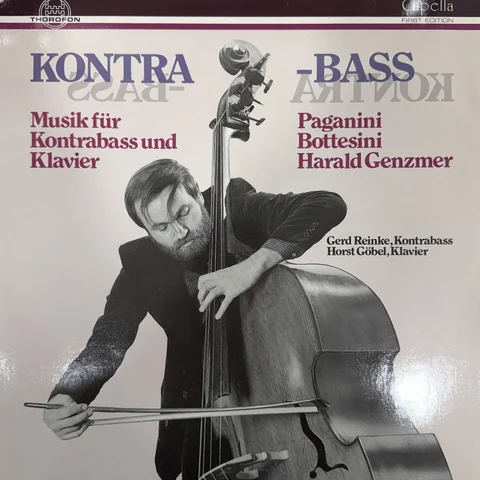 THOROFON
Capella
FIRST EDITION
KONTRA
-BASS
-BASS
KONTRA
Musik für
Kontrabass und
Klavier
Paganini
Bottesini
Harald Genzmer
Gerd Reinke, Kontrabass
Horst Göbel, Klavier